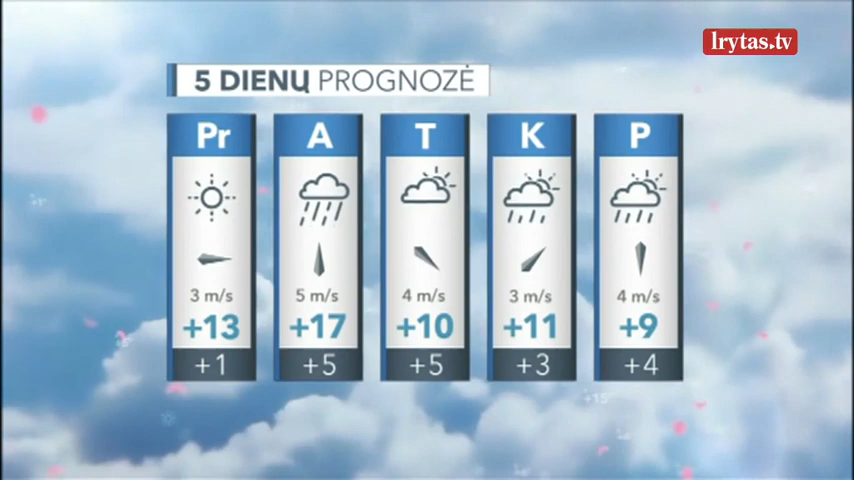 lrytas.tv
5 DIENŲ PROGNOZĖ
Pr A T K P
3 m/s 5 m/s 4 m/s 3 m/s 4 m/s
+13 +17 +10 +11 +9
+1 +5 +5 +3 +4
+15